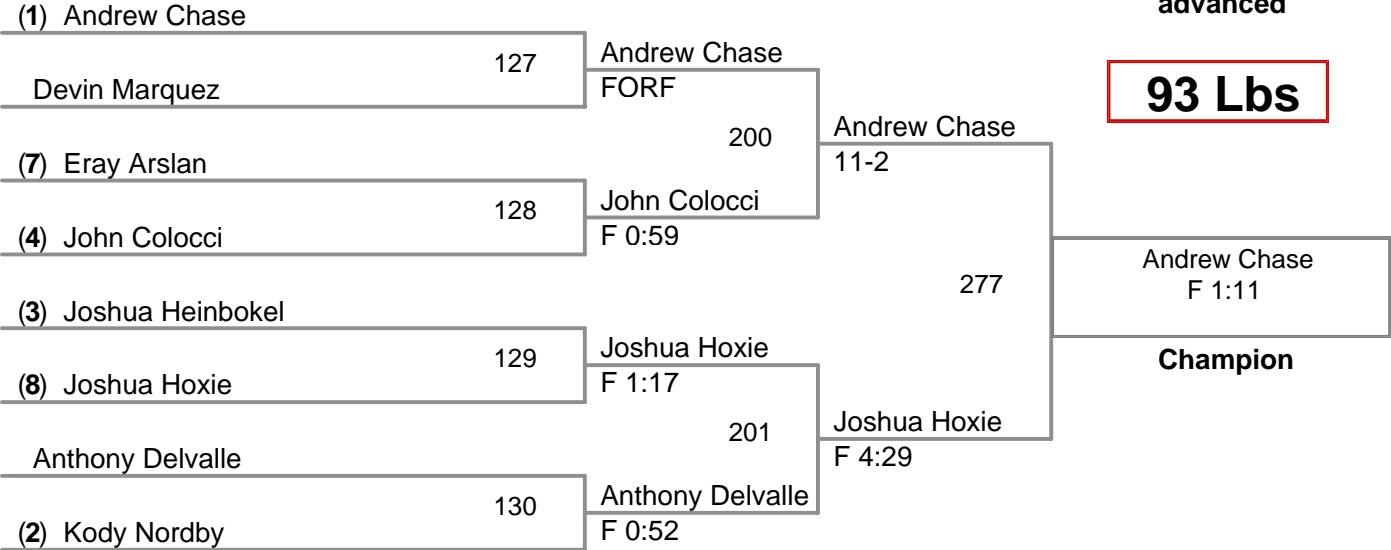 advanced
93 Lbs
(1) Andrew Chase
127
Devin Marquez
Andrew Chase
FORF
200
(7) Eray Arslan
128
(4) John Colocci
John Colocci
F 0:59
Andrew Chase
11-2
277
(3) Joshua Heinbokel
129
(8) Joshua Hoxie
Joshua Hoxie
F 1:17
201
Anthony Delvalle
130
(2) Kody Nordby
Anthony Delvalle
F 0:52
Joshua Hoxie
F 4:29
Andrew Chase
F 1:11
Champion